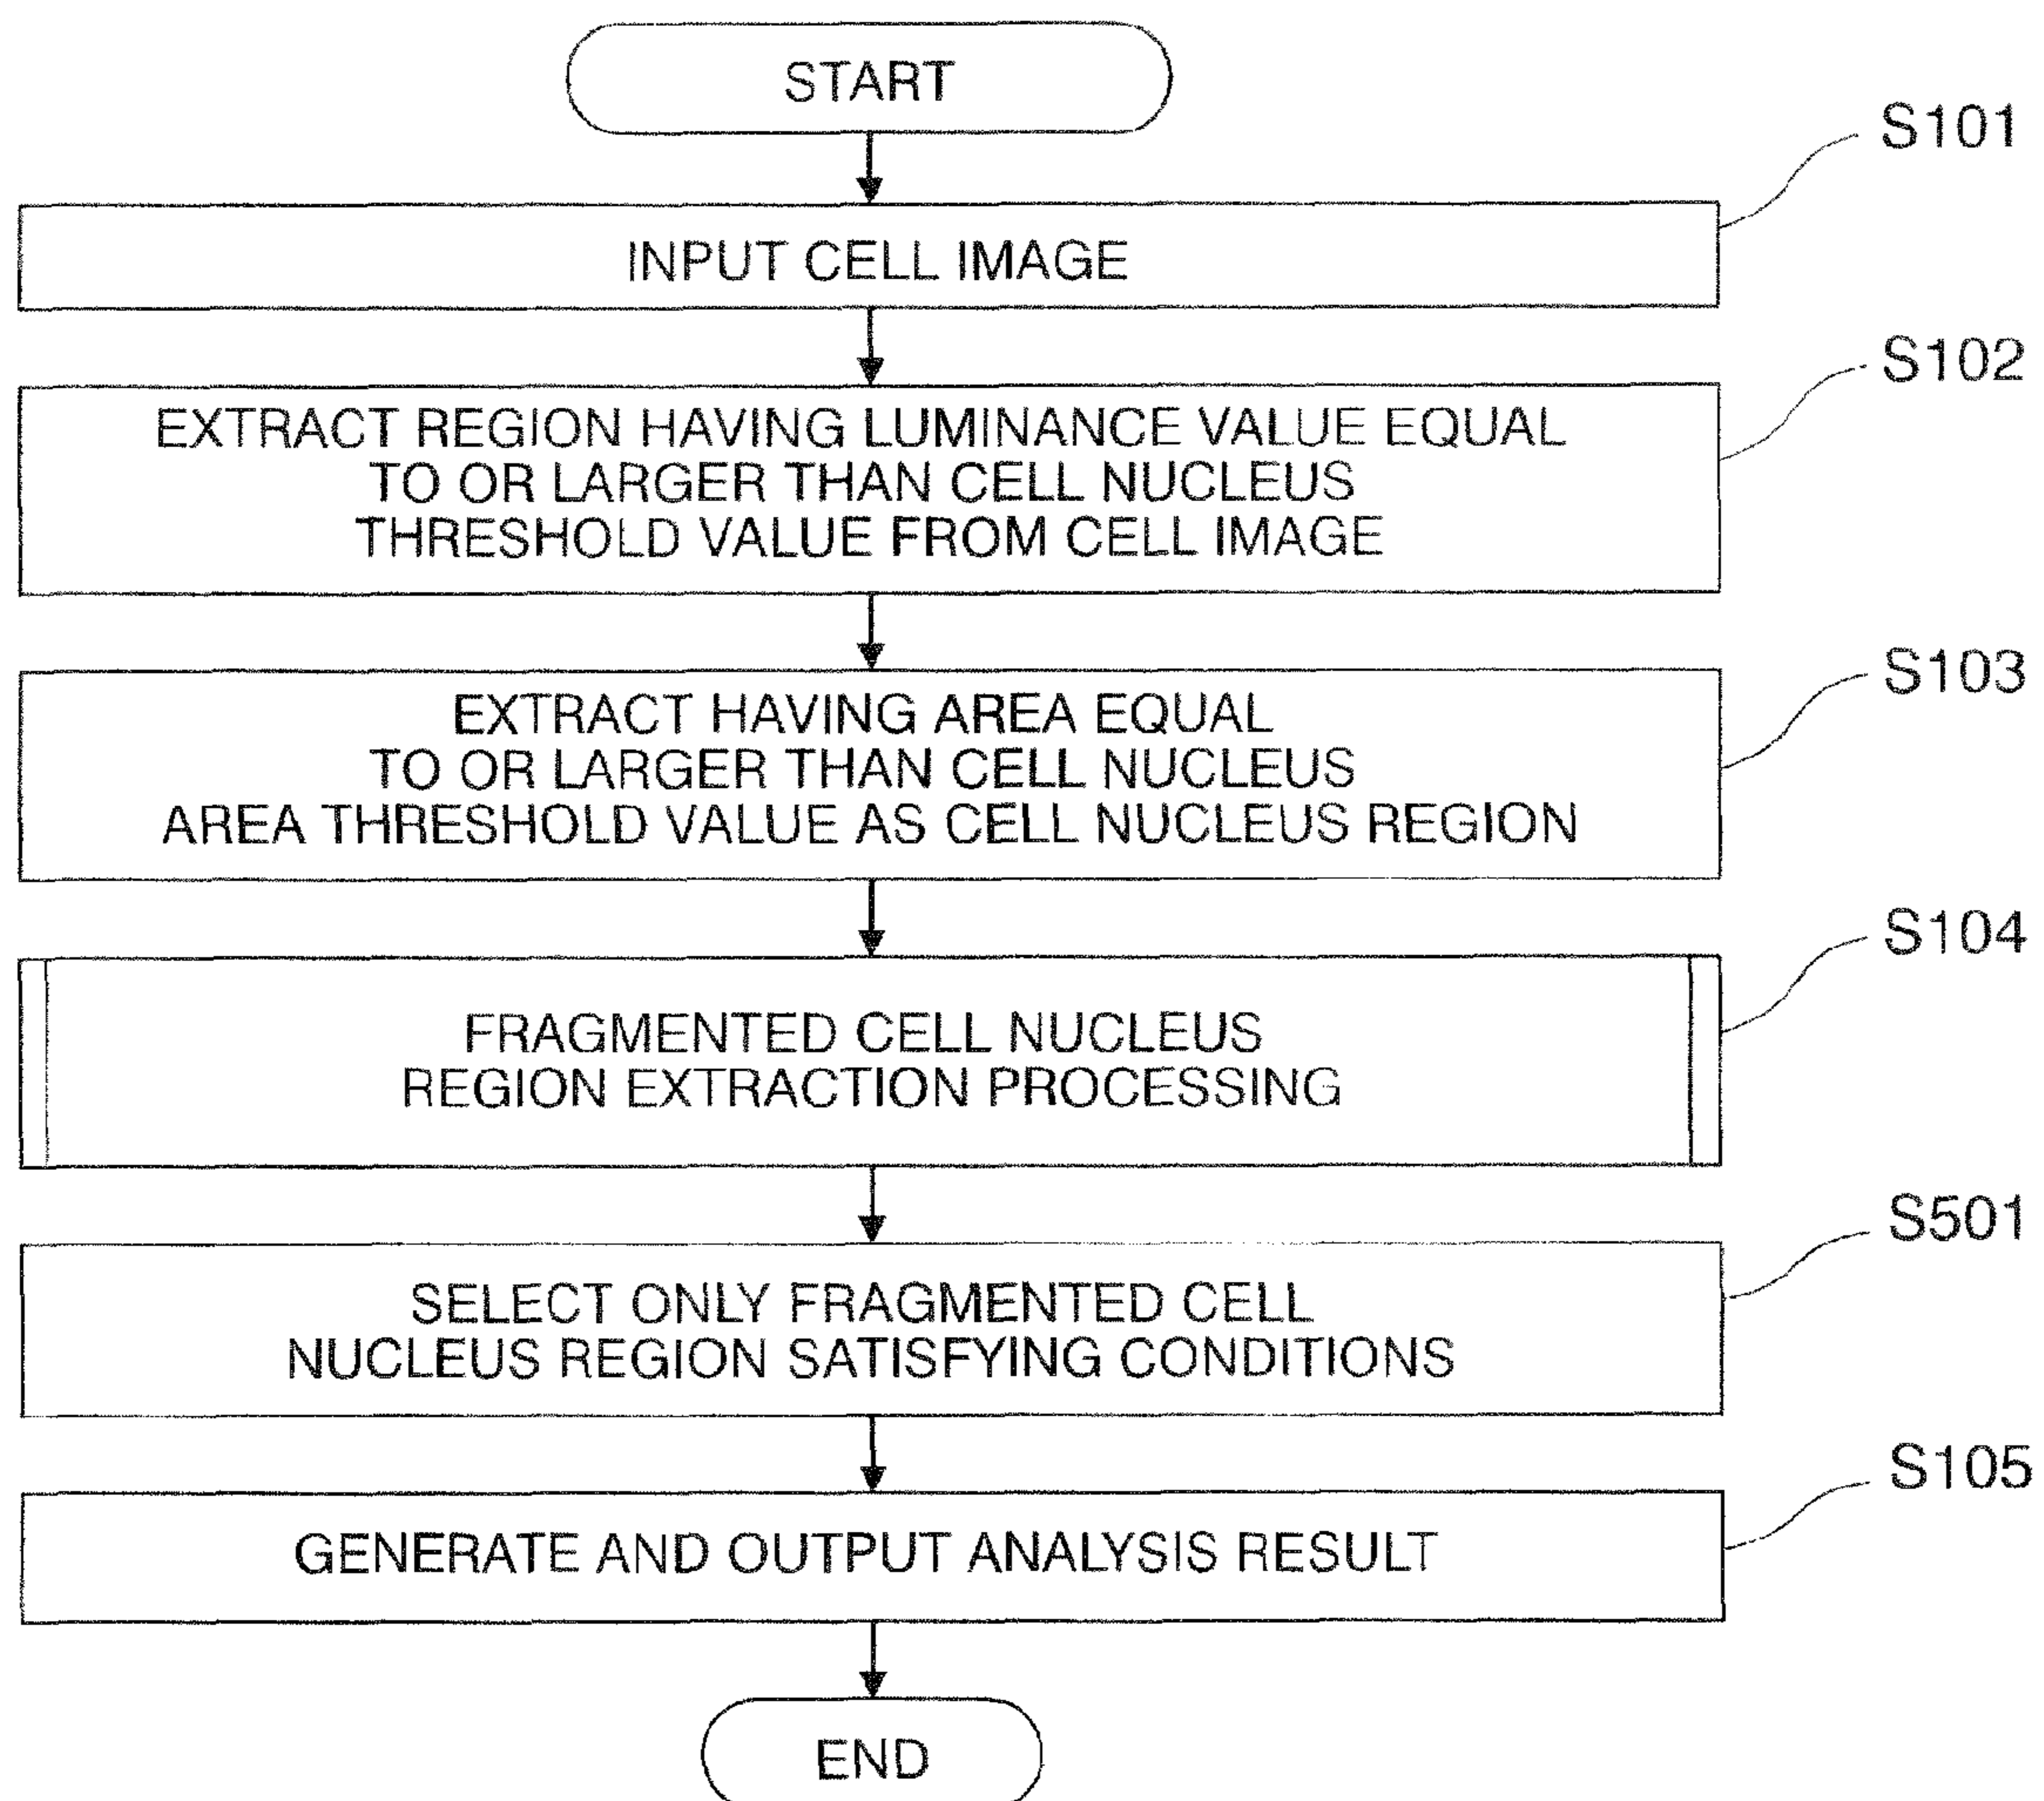 START
S101
INPUT CELL IMAGE
S102
EXTRACT REGION HAVING LUMINANCE VALUE EQUAL
TO OR LARGER THAN CELL NUCLEUS
THRESHOLD VALUE FROM CELL IMAGE
S103
EXTRACT HAVING AREA EQUAL
TO OR LARGER THAN CELL NUCLEUS
AREA THRESHOLD VALUE AS CELL NUCLEUS REGION
S104
FRAGMENTED CELL NUCLEUS
REGION EXTRACTION PROCESSING
S501
SELECT ONLY FRAGMENTED CELL
NUCLEUS REGION SATISFYING CONDITIONS
S105
GENERATE AND OUTPUT ANALYSIS RESULT
END